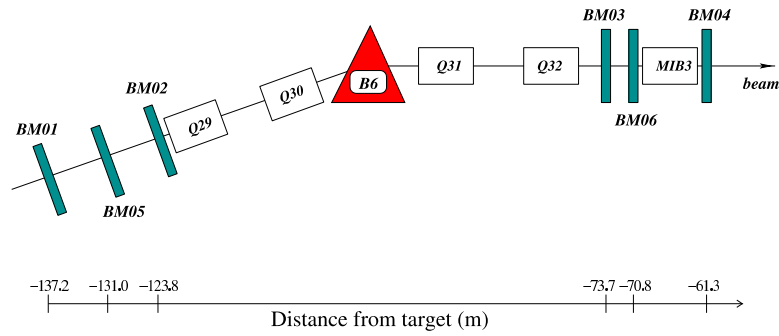 BM03
BM04
BM02
B6
Q31
Q32
MIB3
Q30
beam
BM01
Q29
BM06
BM05
−137.2
−131.0
−123.8
−73.7
−70.8
−61.3
Distance from target (m)